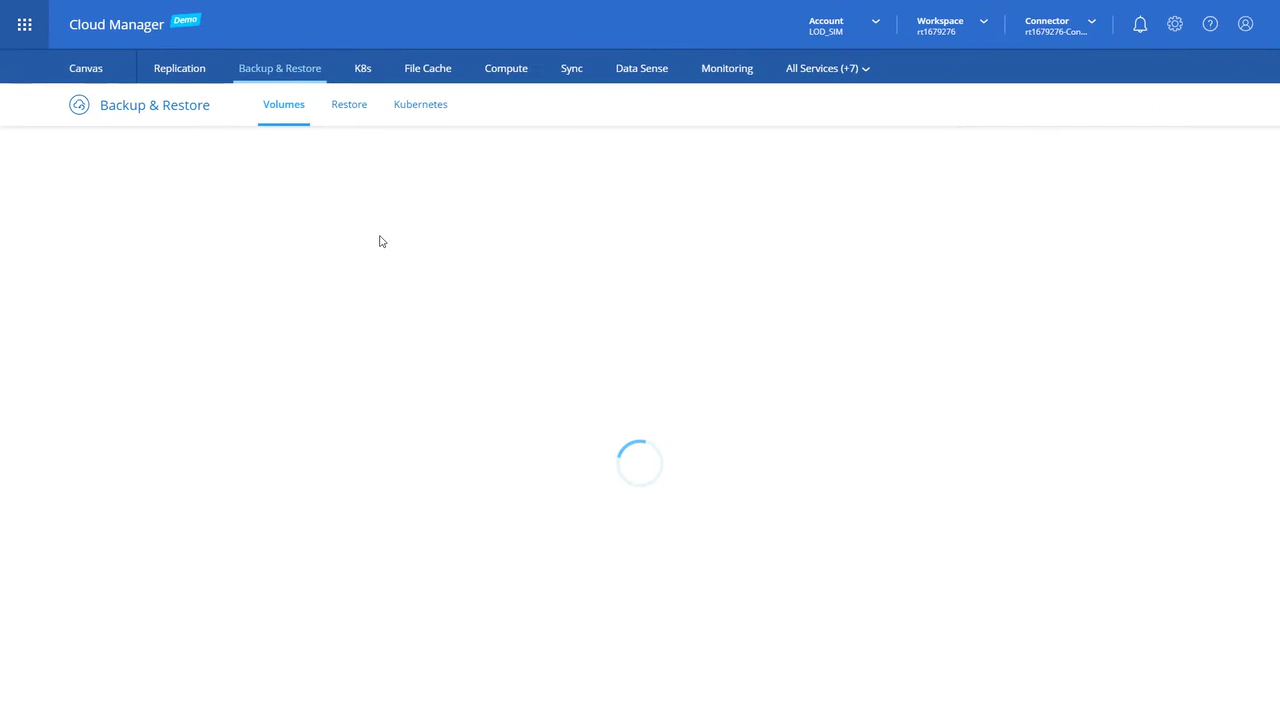 Cloud Manager Demo
Account
LOD_SIM
Workspace
rt1679276
Connector
rt1679276-Con...
Canvas Replication Backup & Restore K8s File Cache Compute Sync Data Sense Monitoring All Services (+7)
Backup & Restore Volumes Restore Kubernetes